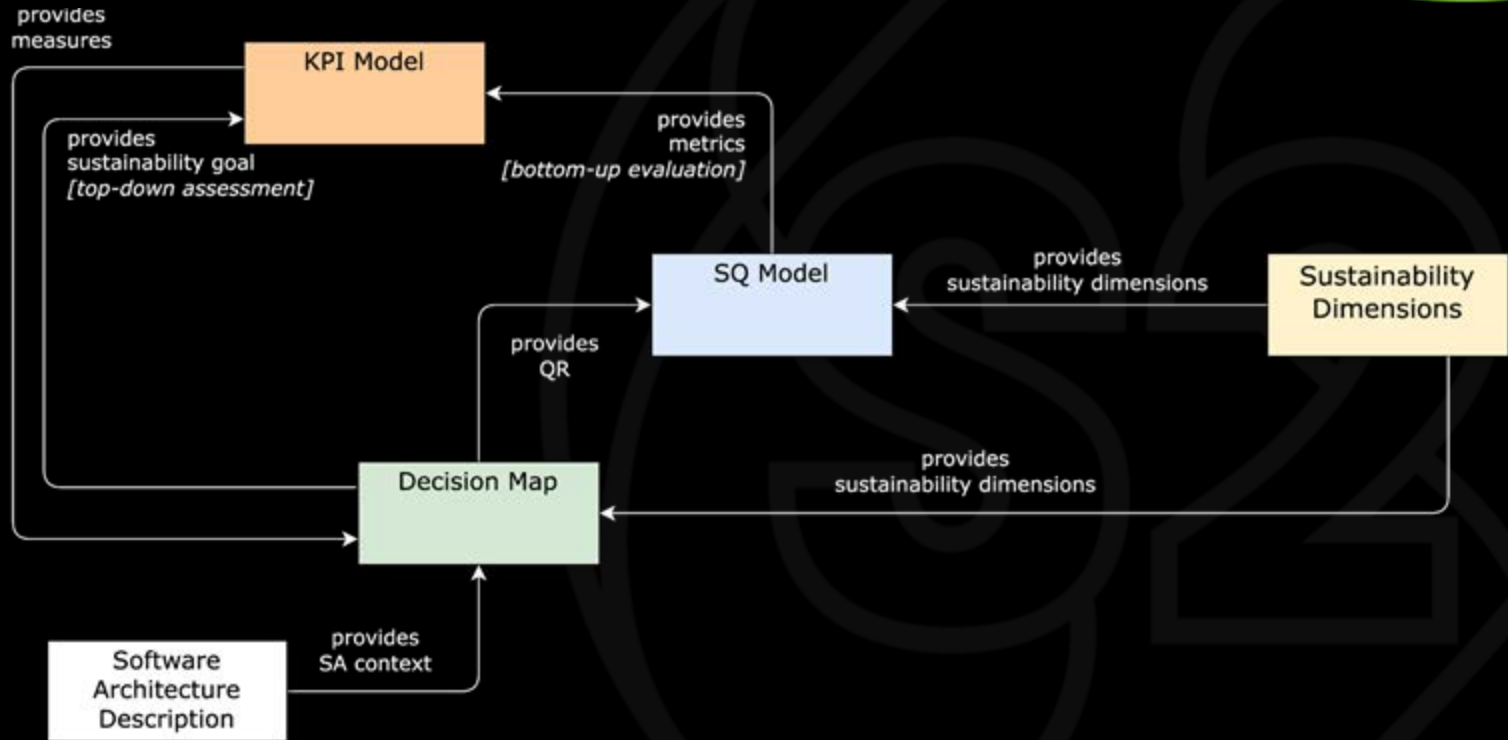 provides
measures
KPI Model
provides
sustainability goal
[top-down assessment]
provides
metrics
[bottom-up evaluation]
SQ Model
provides
sustainability dimensions
Sustainability
Dimensions
provides
QR
Decision Map
provides
sustainability dimensions
provides
SA context
Software
Architecture
Description
S2